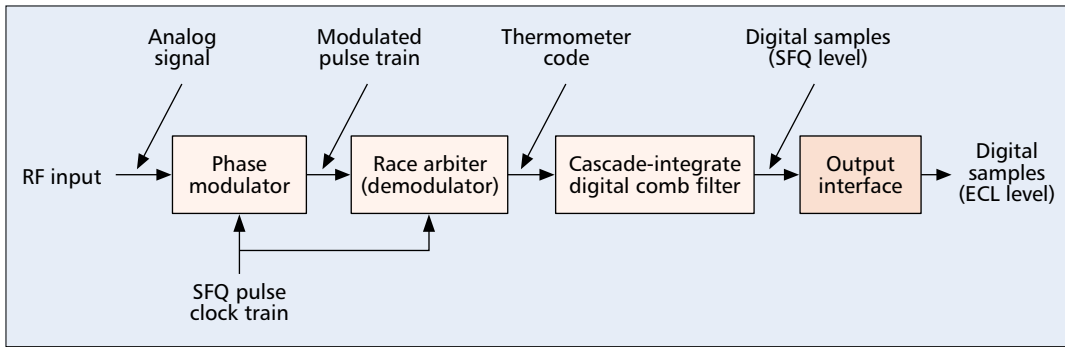 Analog
signal
Modulated
pulse train
Thermometer
code
Digital samples
(SFQ level)
RF input
Phase
modulator
Race arbiter
(demodulator)
Cascade-integrate
digital comb filter
Output
interface
Digital
samples
(ECL level)
SFQ pulse
clock train